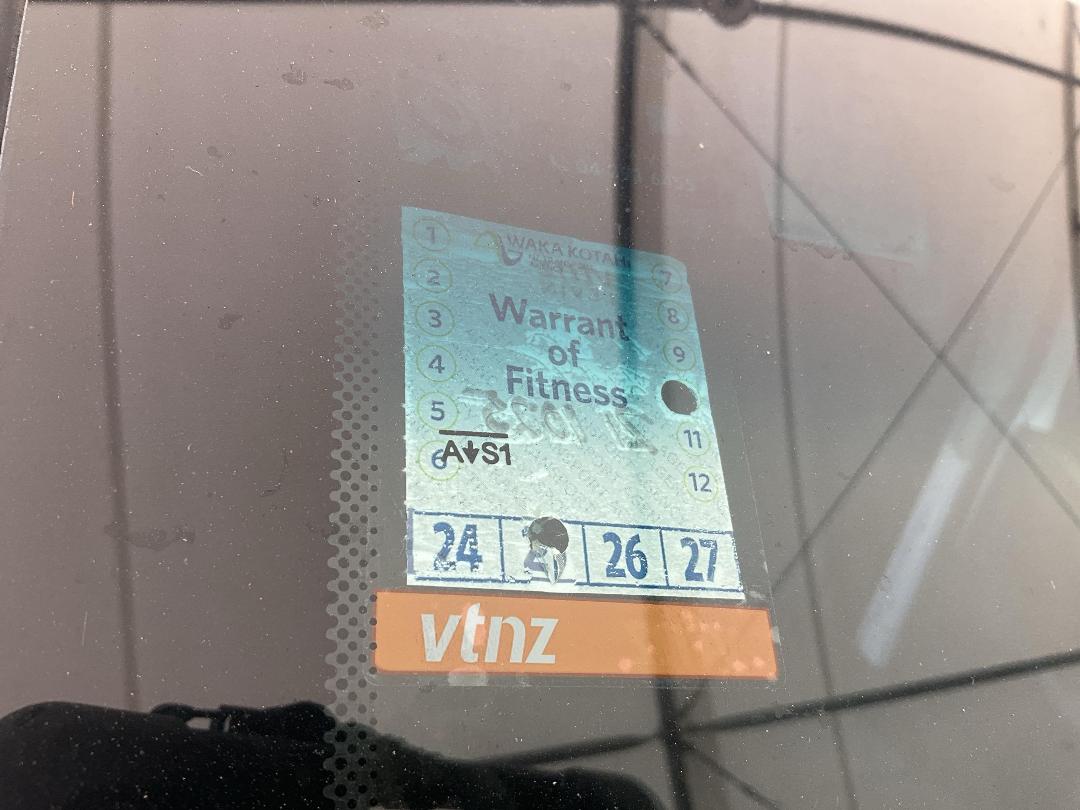 1
WAKA KOTAHI
7
2
8
3
Warrant
of
Fitness
9
4
5
11
6
A↓S1
12
24
26
27
vtnz